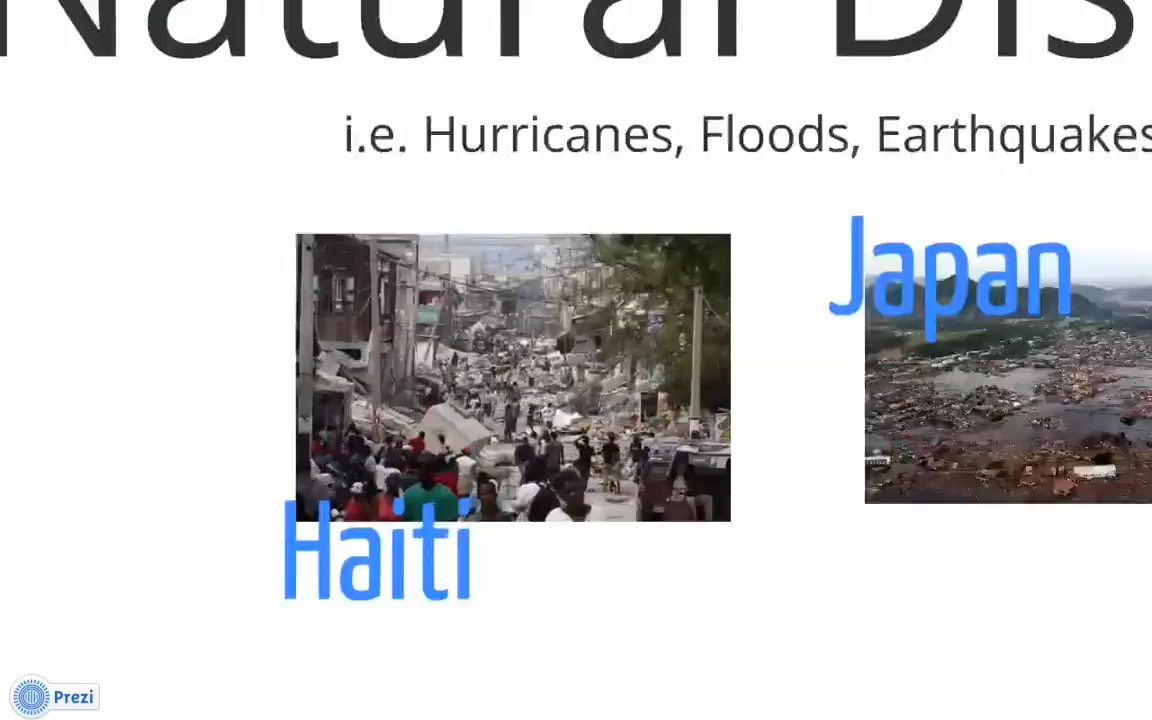 Natural Dis
i.e. Hurricanes, Floods, Earthquakes
Japan
Haiti
Prezi